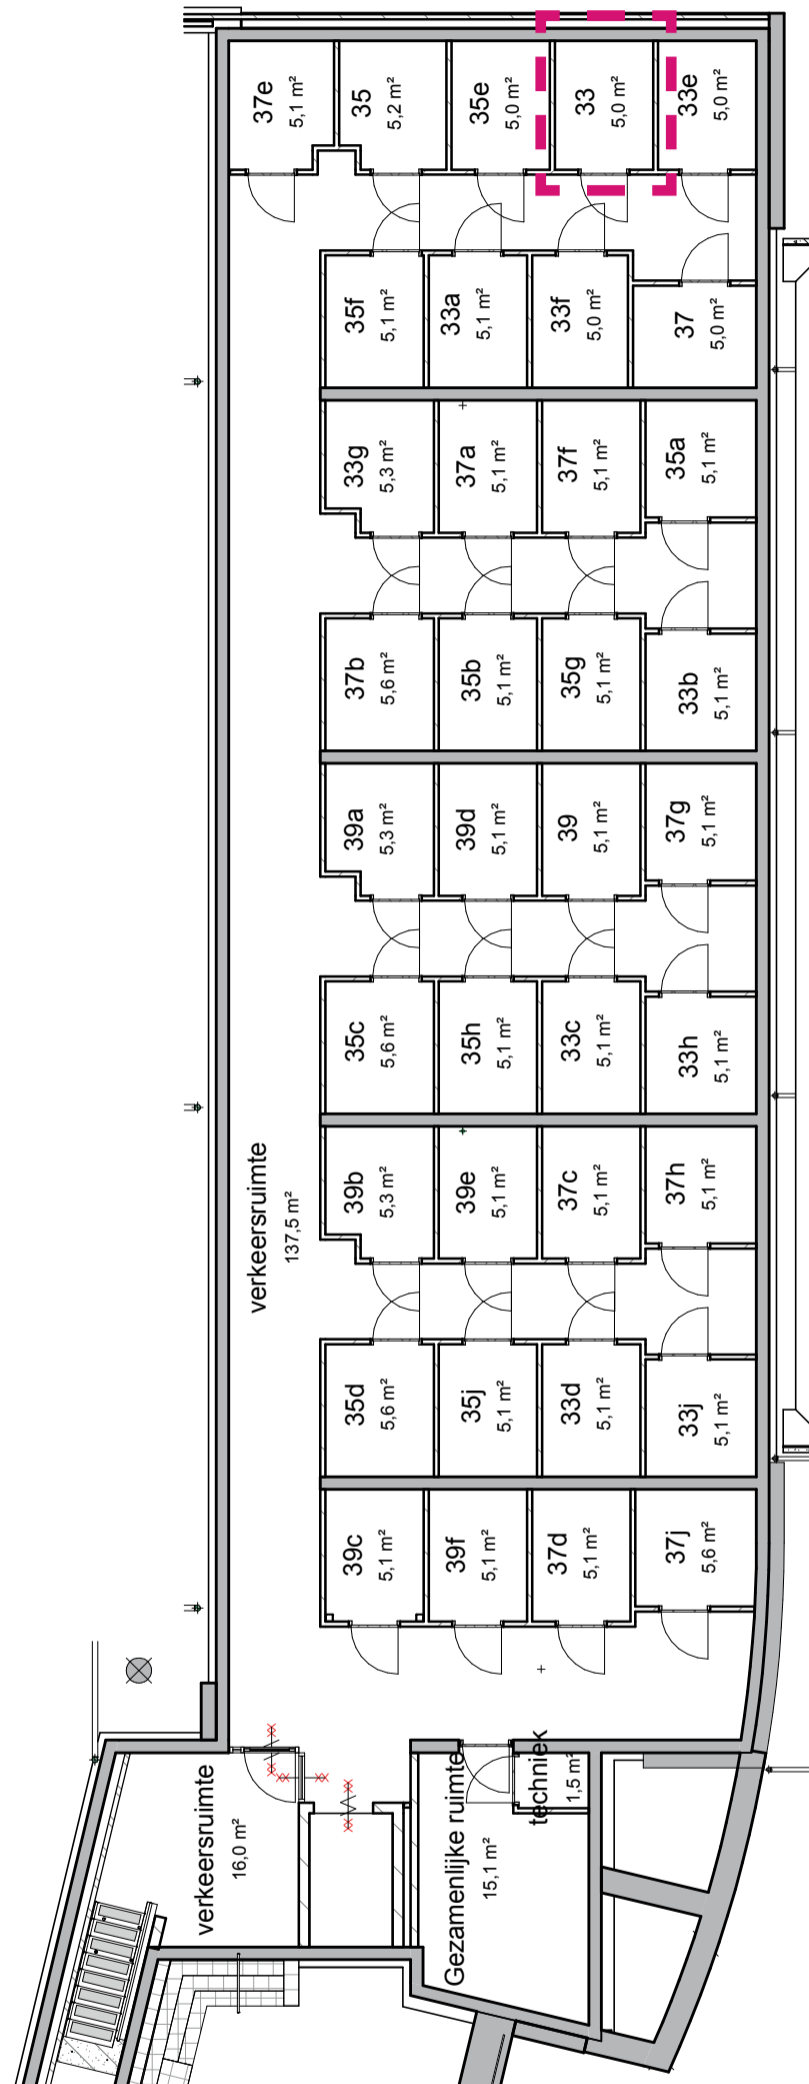 37e
5,1 m²
35
5,2 m²
35e
5,0 m²
33
5,0 m²
33e
5,0 m²
35f
5,1 m²
33a
5,1 m²
33f
5,0 m²
37
5,0 m²
33g
5,3 m²
37a
5,1 m²
37f
5,1 m²
35a
5,1 m²
37b
5,6 m²
35b
5,1 m²
35g
5,1 m²
33b
5,1 m²
39a
5,3 m²
39d
5,1 m²
39
5,1 m²
37g
5,1 m²
35c
5,6 m²
35h
5,1 m²
33c
5,1 m²
33h
5,1 m²
verkeersruimte
137,5 m²
39b
5,3 m²
39e
5,1 m²
37c
5,1 m²
37h
5,1 m²
35d
5,6 m²
35j
5,1 m²
33d
5,1 m²
33j
5,1 m²
39c
5,1 m²
39f
5,1 m²
37d
5,1 m²
37j
5,6 m²
verkeersruimte
16,0 m²
Gezamenlijke ruimte
15,1 m²
techniek
1,5 m²